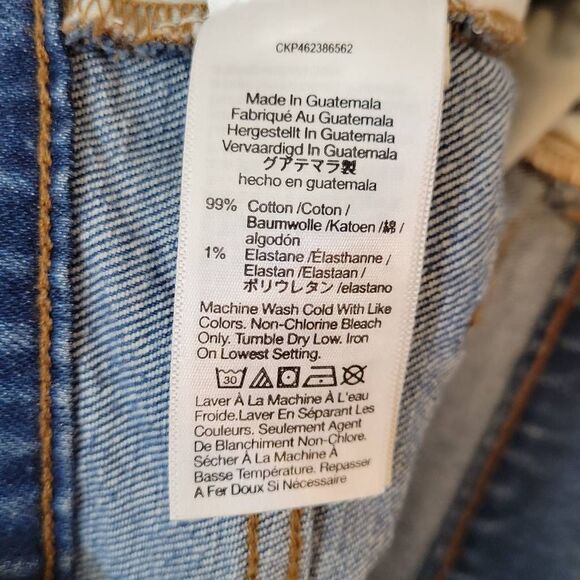 CKP462386562
Made In Guatemala
Fabriqué Au Guatemala
Hergestellt In Guatemala
Vervaardigd In Guatemala
グアテマラ製
hecho en guatemala
99% Cotton /Coton /
Baumwolle /Katoen /綿 /
algodón
1% Elastane /Élasthanne /
Elastan /Elastaan /
ポリウレタン /elastano
Machine Wash Cold With Like
Colors. Non-Chlorine Bleach
Only. Tumble Dry Low. Iron
On Lowest Setting.
30
Laver À La Machine À L'eau
Froide.Laver En Séparant Les
Couleurs. Seulement Agent
De Blanchiment Non-Chlore.
Sécher À La Machine À
Basse Température. Repasser
A Fer Doux Si Nécessaire